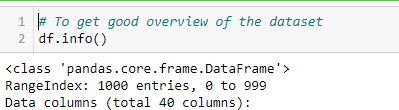 1 # To get good overview of the dataset
2 df.info()
<class 'pandas.core.frame.DataFrame'>
RangeIndex: 1000 entries, 0 to 999
Data columns (total 40 columns):